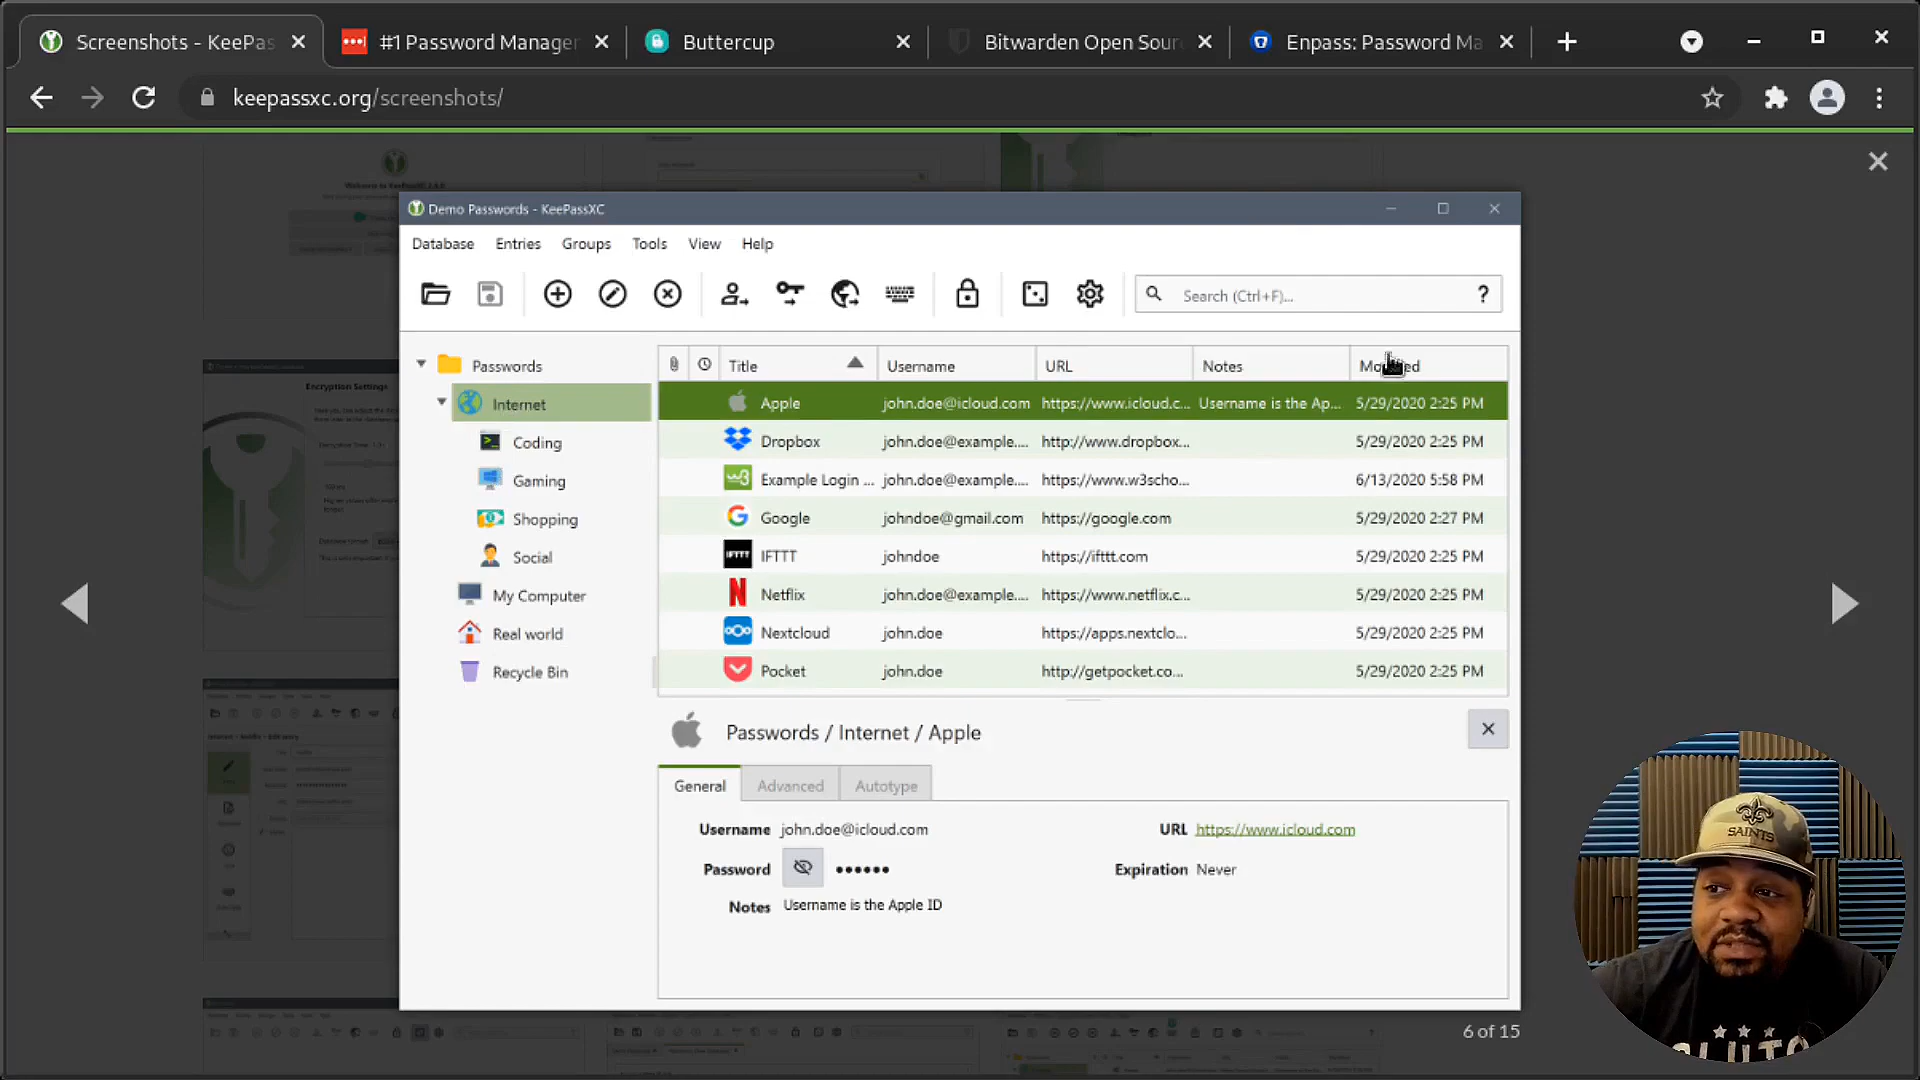 Screenshots - KeePas
#1 Password Manager
Buttercup
Bitwarden Open Sour
Enpass: Password Ma
keepassxc.org/screenshots/
Demo Passwords - KeePassXC
Database Entries Groups Tools View Help
Search (Ctrl+F)... ?
Passwords
Internet
Coding
Gaming
Shopping
Social
My Computer
Real world
Recycle Bin
Title Username URL Notes
Apple john.doe@icloud.com https://www.icloud.c... Username is the Ap... 5/29/2020 2:25 PM
Dropbox john.doe@example.... http://www.dropbox... 5/29/2020 2:25 PM
Example Login ... john.doe@example.... https://www.w3scho... 6/13/2020 5:58 PM
Google johndoe@gmail.com https://google.com 5/29/2020 2:27 PM
IFTTT IFTTT johndoe https://ifttt.com 5/29/2020 2:25 PM
Netflix john.doe@example.... https://www.netflix.c... 5/29/2020 2:25 PM
Nextcloud john.doe https://apps.nextclo... 5/29/2020 2:25 PM
Pocket john.doe http://getpocket.co... 5/29/2020 2:25 PM
Passwords / Internet / Apple
General Advanced Autotype
Username john.doe@icloud.com URL https://www.icloud.com
Password •••••• Expiration Never
Notes Username is the Apple ID
6 of 15
Encryption Settings
SAINTS